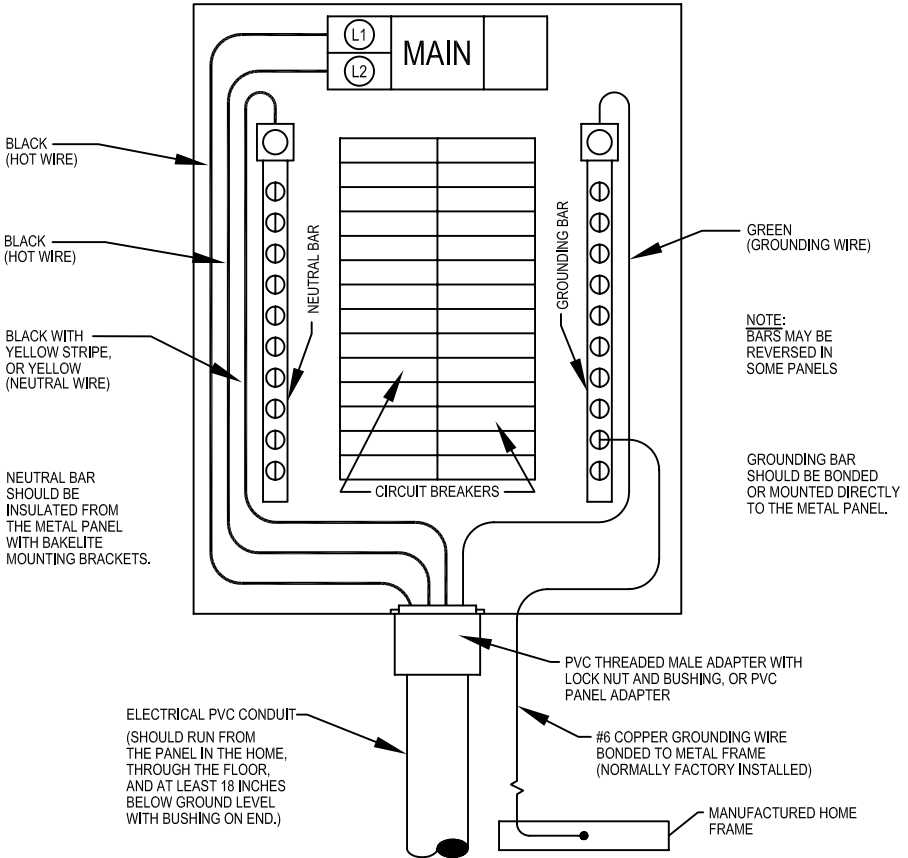 L1
L2
MAIN
BLACK
(HOT WIRE)
BLACK
(HOT WIRE)
BLACK WITH
YELLOW STRIPE,
OR YELLOW
(NEUTRAL WIRE)
NEUTRAL BAR
SHOULD BE
INSULATED FROM
THE METAL PANEL
WITH BAKELITE
MOUNTING BRACKETS.
NEUTRAL BAR
CIRCUIT BREAKERS
GROUNDING BAR
GREEN
(GROUNDING WIRE)
NOTE:
BARS MAY BE
REVERSED IN
SOME PANELS
GROUNDING BAR
SHOULD BE BONDED
OR MOUNTED DIRECTLY
TO THE METAL PANEL.
PVC THREADED MALE ADAPTER WITH
LOCK NUT AND BUSHING, OR PVC
PANEL ADAPTER
ELECTRICAL PVC CONDUIT
(SHOULD RUN FROM
THE PANEL IN THE HOME,
THROUGH THE FLOOR,
AND AT LEAST 18 INCHES
BELOW GROUND LEVEL
WITH BUSHING ON END.)
#6 COPPER GROUNDING WIRE
BONDED TO METAL FRAME
(NORMALLY FACTORY INSTALLED)
MANUFACTURED HOME
FRAME